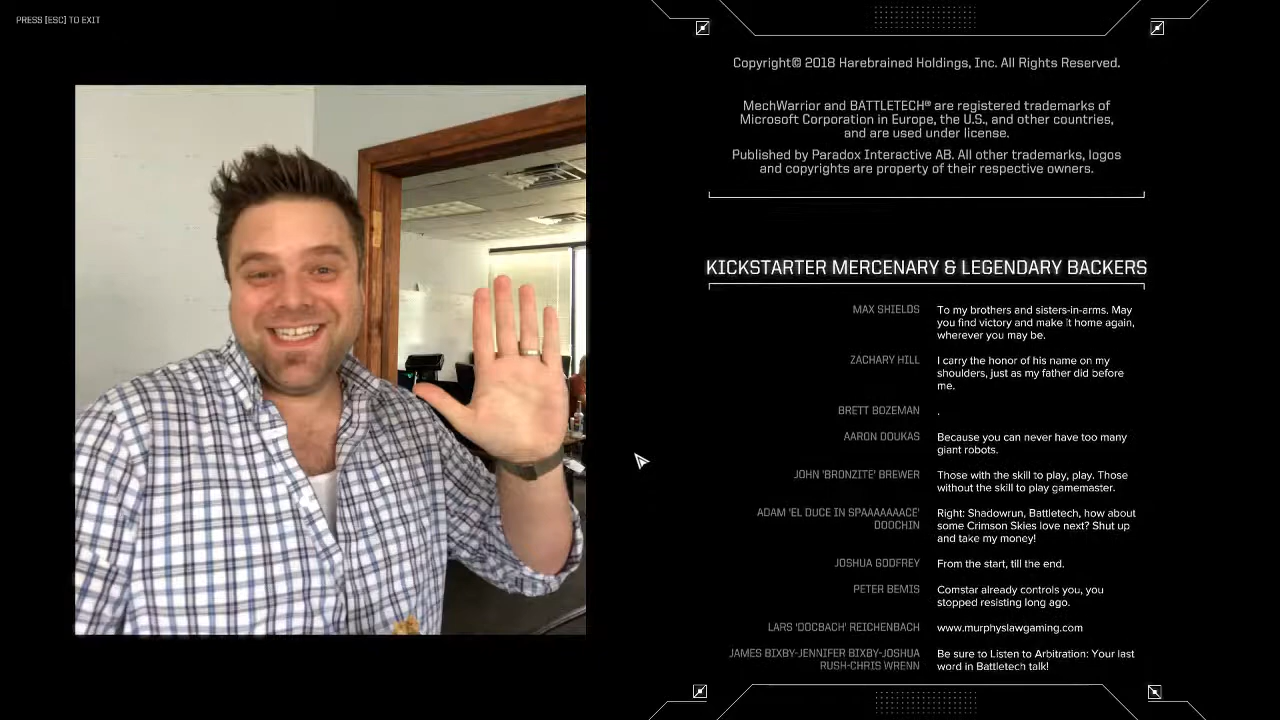 PRESS [ESC] TO EXIT
Copyright© 2018 Harebrained Holdings, Inc. All Rights Reserved.
MechWarrior and BATTLETECH® are registered trademarks of
Microsoft Corporation in Europe, the U.S., and other countries,
and are used under license.
Published by Paradox Interactive AB. All other trademarks, logos
and copyrights are property of their respective owners.
KICKSTARTER MERCENARY & LEGENDARY BACKERS
MAX SHIELDS To my brothers and sisters-in-arms. May
you find victory and make it home again,
wherever you may be.
ZACHARY HILL I carry the honor of his name on my
shoulders, just as my father did before
me.
BRETT BOZEMAN .
AARON DOUKAS Because you can never have too many
giant robots.
JOHN 'BRONZITE' BREWER Those with the skill to play, play. Those
without the skill to play gamemaster.
ADAM 'EL DUCE IN SPAAAAAAACE' Right: Shadowrun, Battletech, how about
DOOCHIN some Crimson Skies love next? Shut up
and take my money!
JOSHUA GODFREY From the start, till the end.
PETER BEMIS Comstar already controls you, you
stopped resisting long ago.
LARS 'DOCBACH' REICHENBACH www.murphyslawgaming.com
JAMES BIXBY-JENNIFER BIXBY-JOSHUA Be sure to Listen to Arbitration: Your last
RUSH-CHRIS WRENN word in Battletech talk!